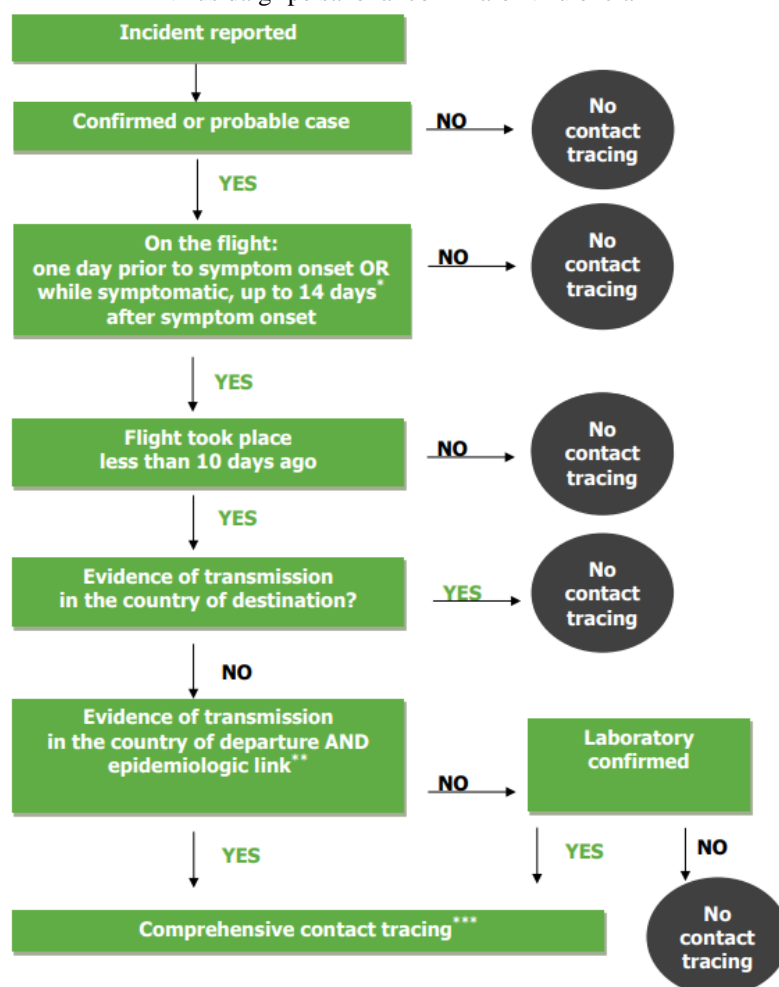 Incident reported
Confirmed or probable case
NO
No
contact
tracing
YES
On the flight:
one day prior to symptom onset OR
while symptomatic, up to 14 days*
after symptom onset
NO
No
contact
tracing
YES
Flight took place
less than 10 days ago
NO
No
contact
tracing
YES
Evidence of transmission
in the country of destination?
YES
No
contact
tracing
NO
Evidence of transmission
in the country of departure AND
epidemiologic link**
NO
Laboratory
confirmed
YES
YES
NO
Comprehensive contact tracing***
No
contact
tracing